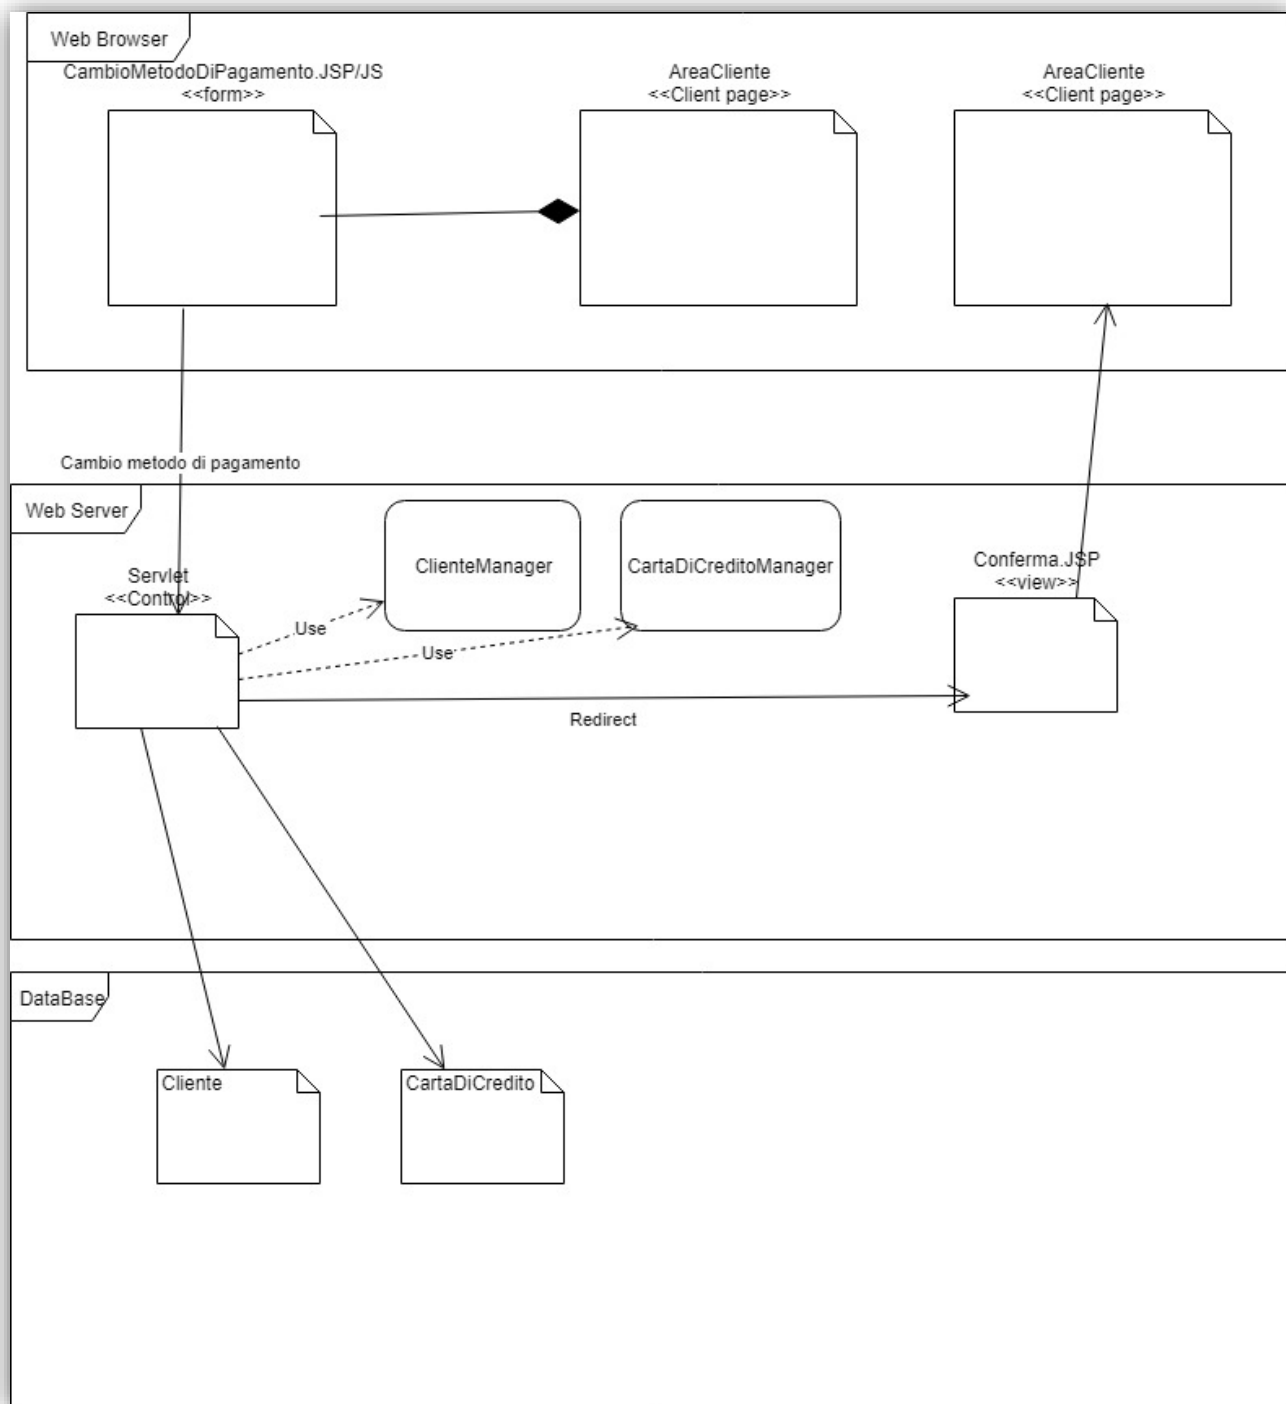 Web Browser
CambioMetodoDiPagamento.JSP/JS
<<form>>
AreaCliente
<<Client page>>
AreaCliente
<<Client page>>
Cambio metodo di pagamento
Web Server
Servlet
<<Control>>
ClienteManager
CartaDiCreditoManager
Conferma.JSP
<<view>>
Use
Use
Redirect
DataBase
Cliente
CartaDiCredito